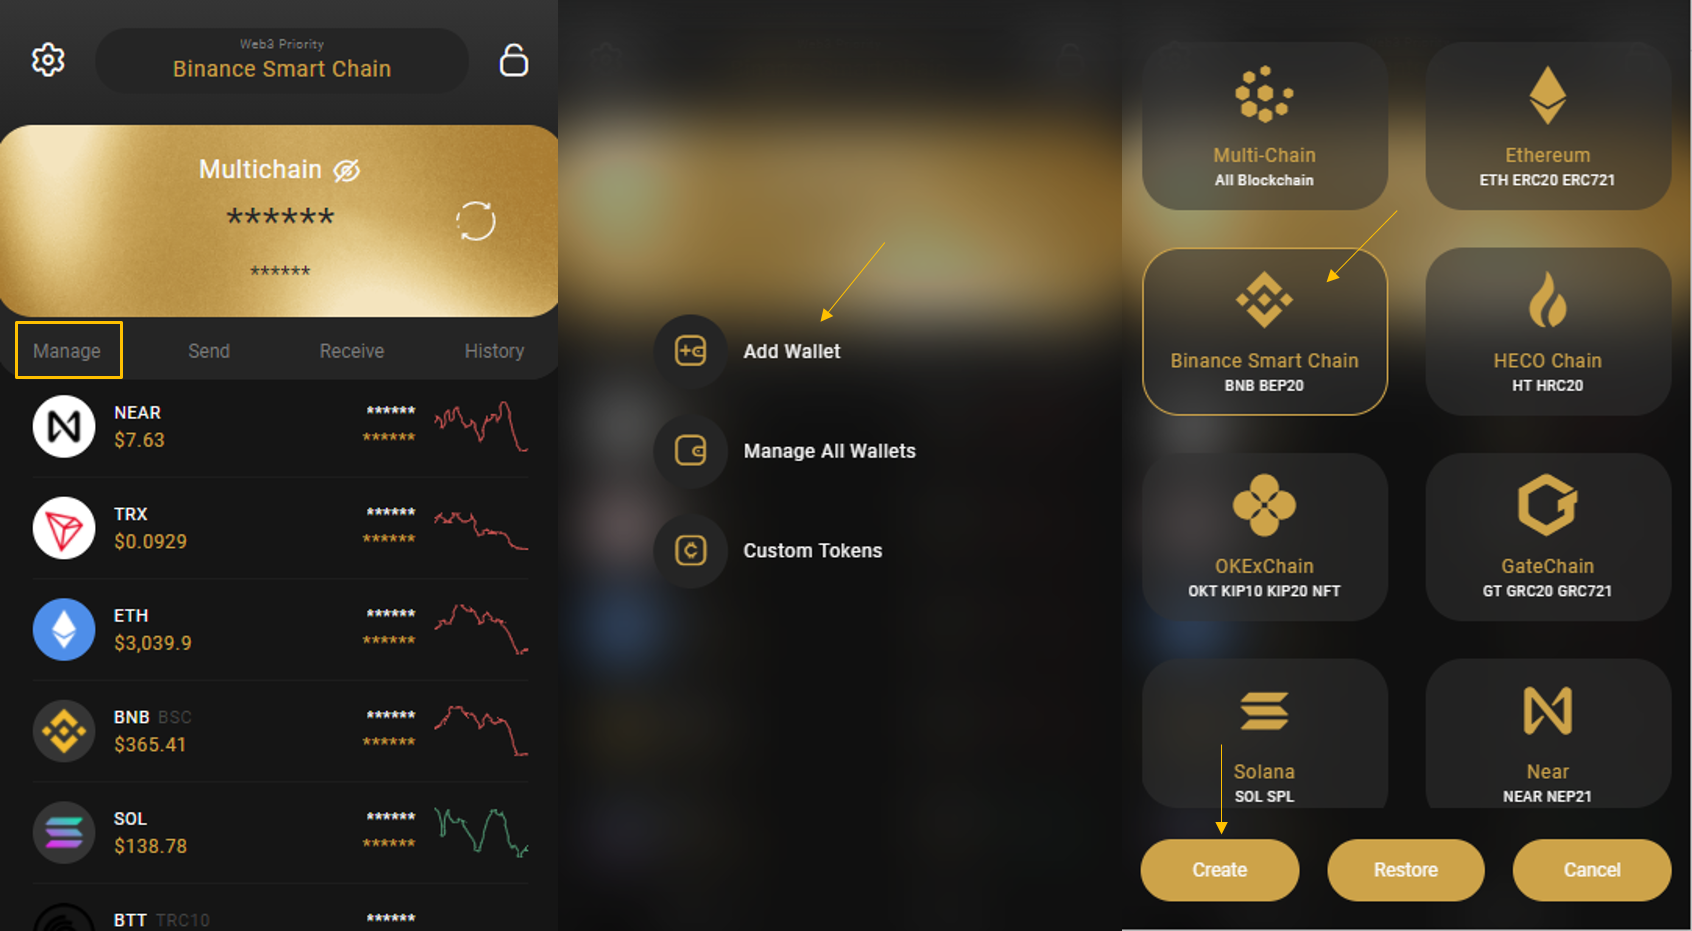 Web3 Priority
Binance Smart Chain
Multichain
******
******
Manage Send Receive History
NEAR ******
$7.63 ******
TRX ******
$0.0929 ******
ETH ******
$3,039.9 ******
BNB BSC ******
$365.41 ******
SOL ******
$138.78 ******
BTT TRC10 ******
Add Wallet
Manage All Wallets
Custom Tokens
Multi-Chain
All Blockchain
Ethereum
ETH ERC20 ERC721
Binance Smart Chain
BNB BEP20
HECO Chain
HT HRC20
OKExChain
OKT KIP10 KIP20 NFT
GateChain
GT GRC20 GRC721
Solana
SOL SPL
Near
NEAR NEP21
Create Restore Cancel